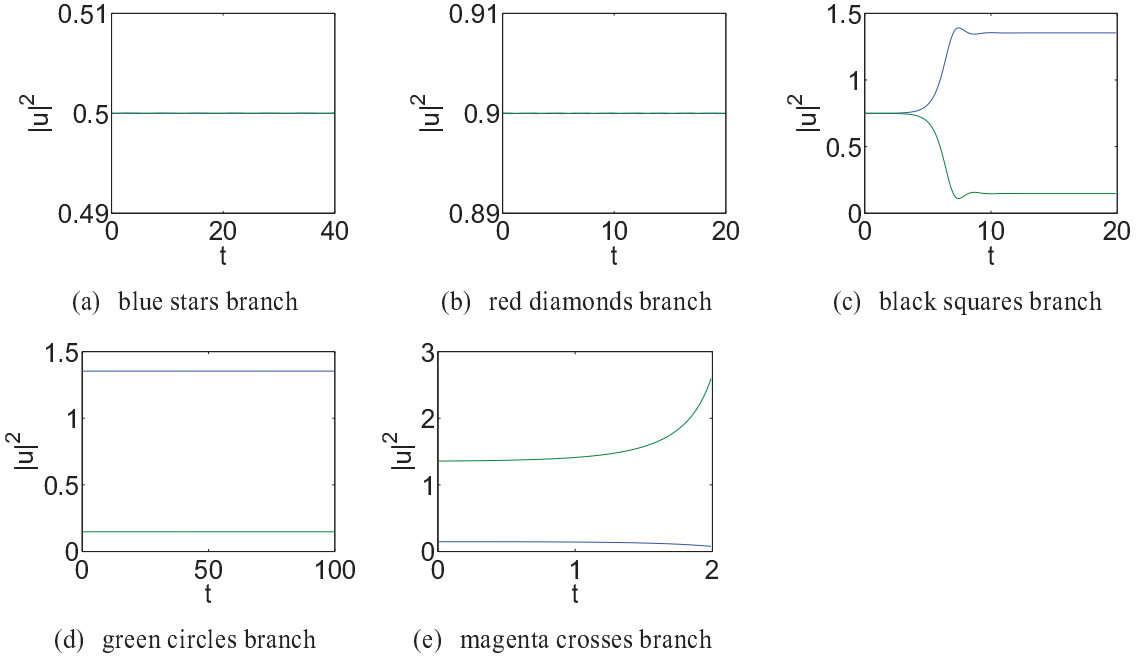 0.51
0.5
0.49
|u|²
0 20 40
t
(a) blue stars branch
0.91
0.9
0.89
|u|²
0 10 20
t
(b) red diamonds branch
1.5
1
0.5
0
|u|²
0 10 20
t
(c) black squares branch
1.5
1
0.5
0
|u|²
0 50 100
t
(d) green circles branch
3
2
1
0
|u|²
0 1 2
t
(e) magenta crosses branch